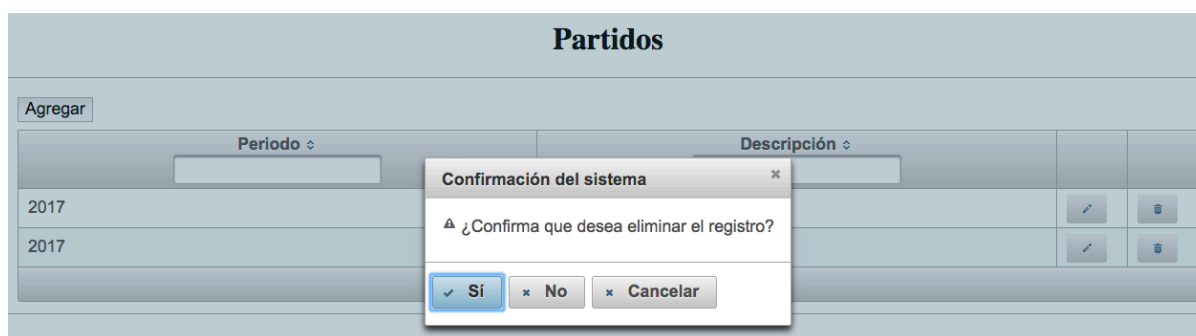 Partidos
Agregar
Periodo
Descripción
Confirmación del sistema
2017
¿Confirma que desea eliminar el registro?
2017
Sí
No
Cancelar